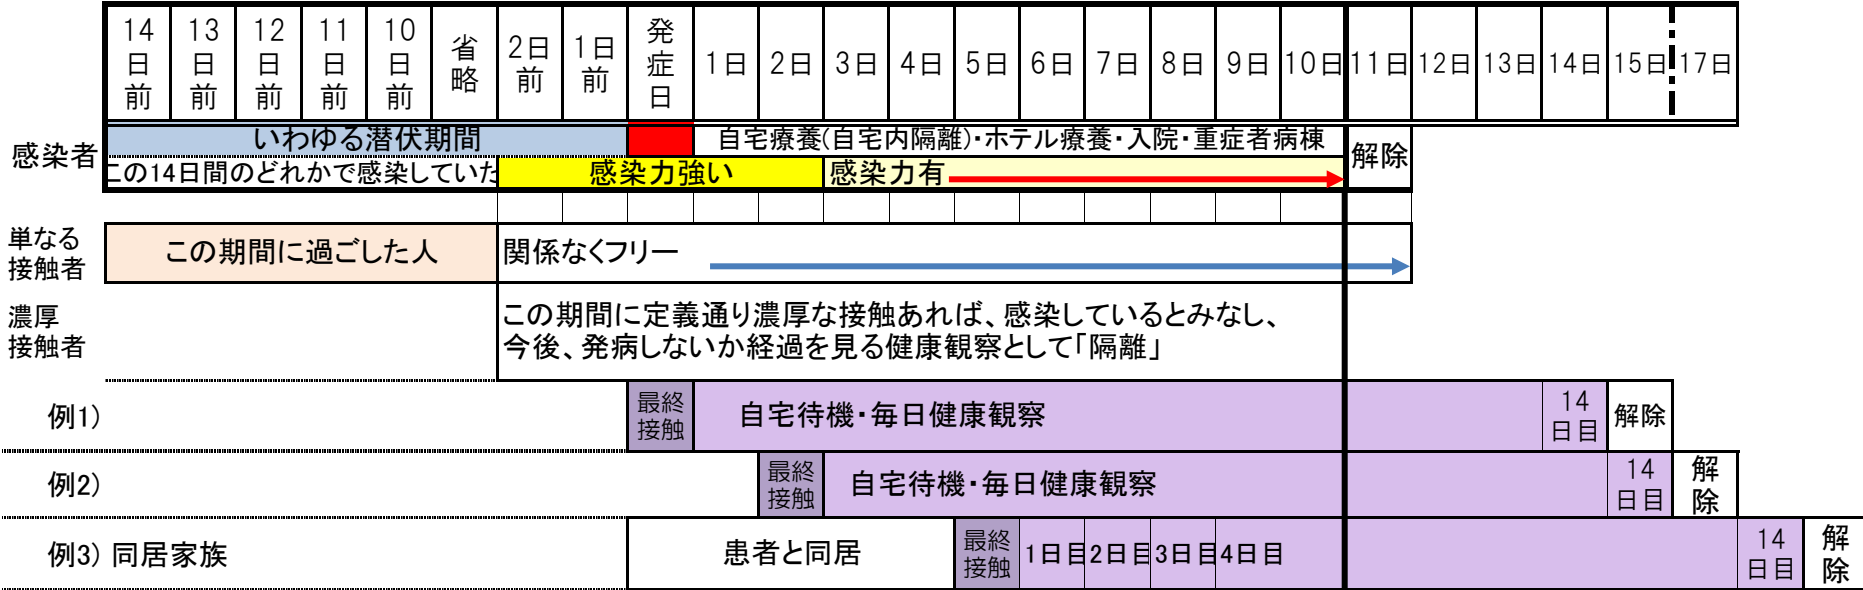 14日前 13日前 12日前 11日前 10日前 省略 2日前 1日前 発症日 1日 2日 3日 4日 5日 6日 7日 8日 9日 10日 11日 12日 13日 14日 15日 17日
感染者
いわゆる潜伏期間
自宅療養(自宅内隔離)・ホテル療養・入院・重症者病棟
解除
この14日間のどれかで感染していた
感染力強い
感染力有
単なる
接触者
この期間に過ごした人
関係なくフリー
濃厚
接触者
この期間に定義通り濃厚な接触あれば、感染しているとみなし、
今後、発病しないか経過を見る健康観察として「隔離」
例1)
最終
接触
自宅待機・毎日健康観察
14
日目
解除
例2)
最終
接触
自宅待機・毎日健康観察
14
日目
解
除
例3) 同居家族
患者と同居
最終
接触
1日目 2日目 3日目 4日目
14
日目
解
除